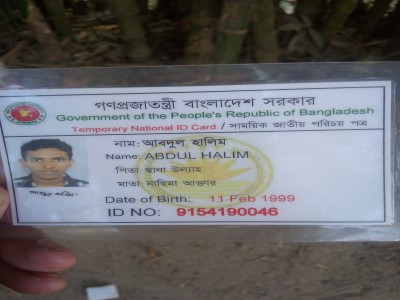 গণপ্রজাতন্ত্রী বাংলাদেশ সরকার
Government of the People's Republic of Bangladesh
Temporary National ID Card / সাময়িক জাতীয় পরিচয় পত্র
নাম: আবদুল হালিম
Name: ABDUL HALIM
পিতা: ছানা উল্যাহ
মাতা: নাছিমা আক্তার
Date of Birth: 11 Feb 1999
ID NO: 9154190046